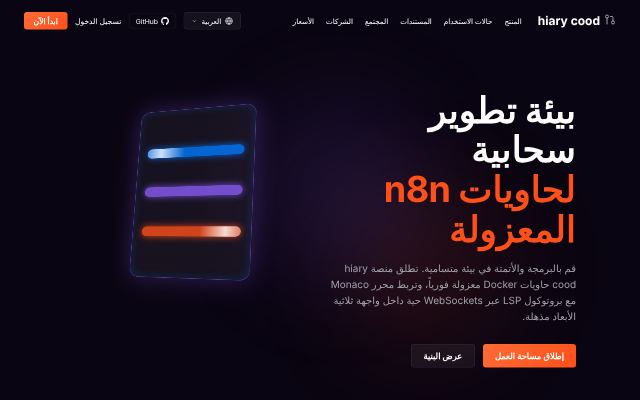 hiary cood
المنتج
حالات الاستخدام
المستندات
المجتمع
الشركات
الأسعار
العربية
GitHub
تسجيل الدخول
ابدأ الآن
بيئة تطوير
سحابية
لحاويات n8n
المعزولة
قم بالبرمجة والأتمتة في بيئة متسامية. تطلق منصة hiary
cood حاويات Docker معزولة فوراً، وتربط محرر Monaco
مع بروتوكول LSP عبر WebSockets حية داخل واجهة ثلاثية
الأبعاد مذهلة.
إطلاق مساحة العمل
عرض البنية